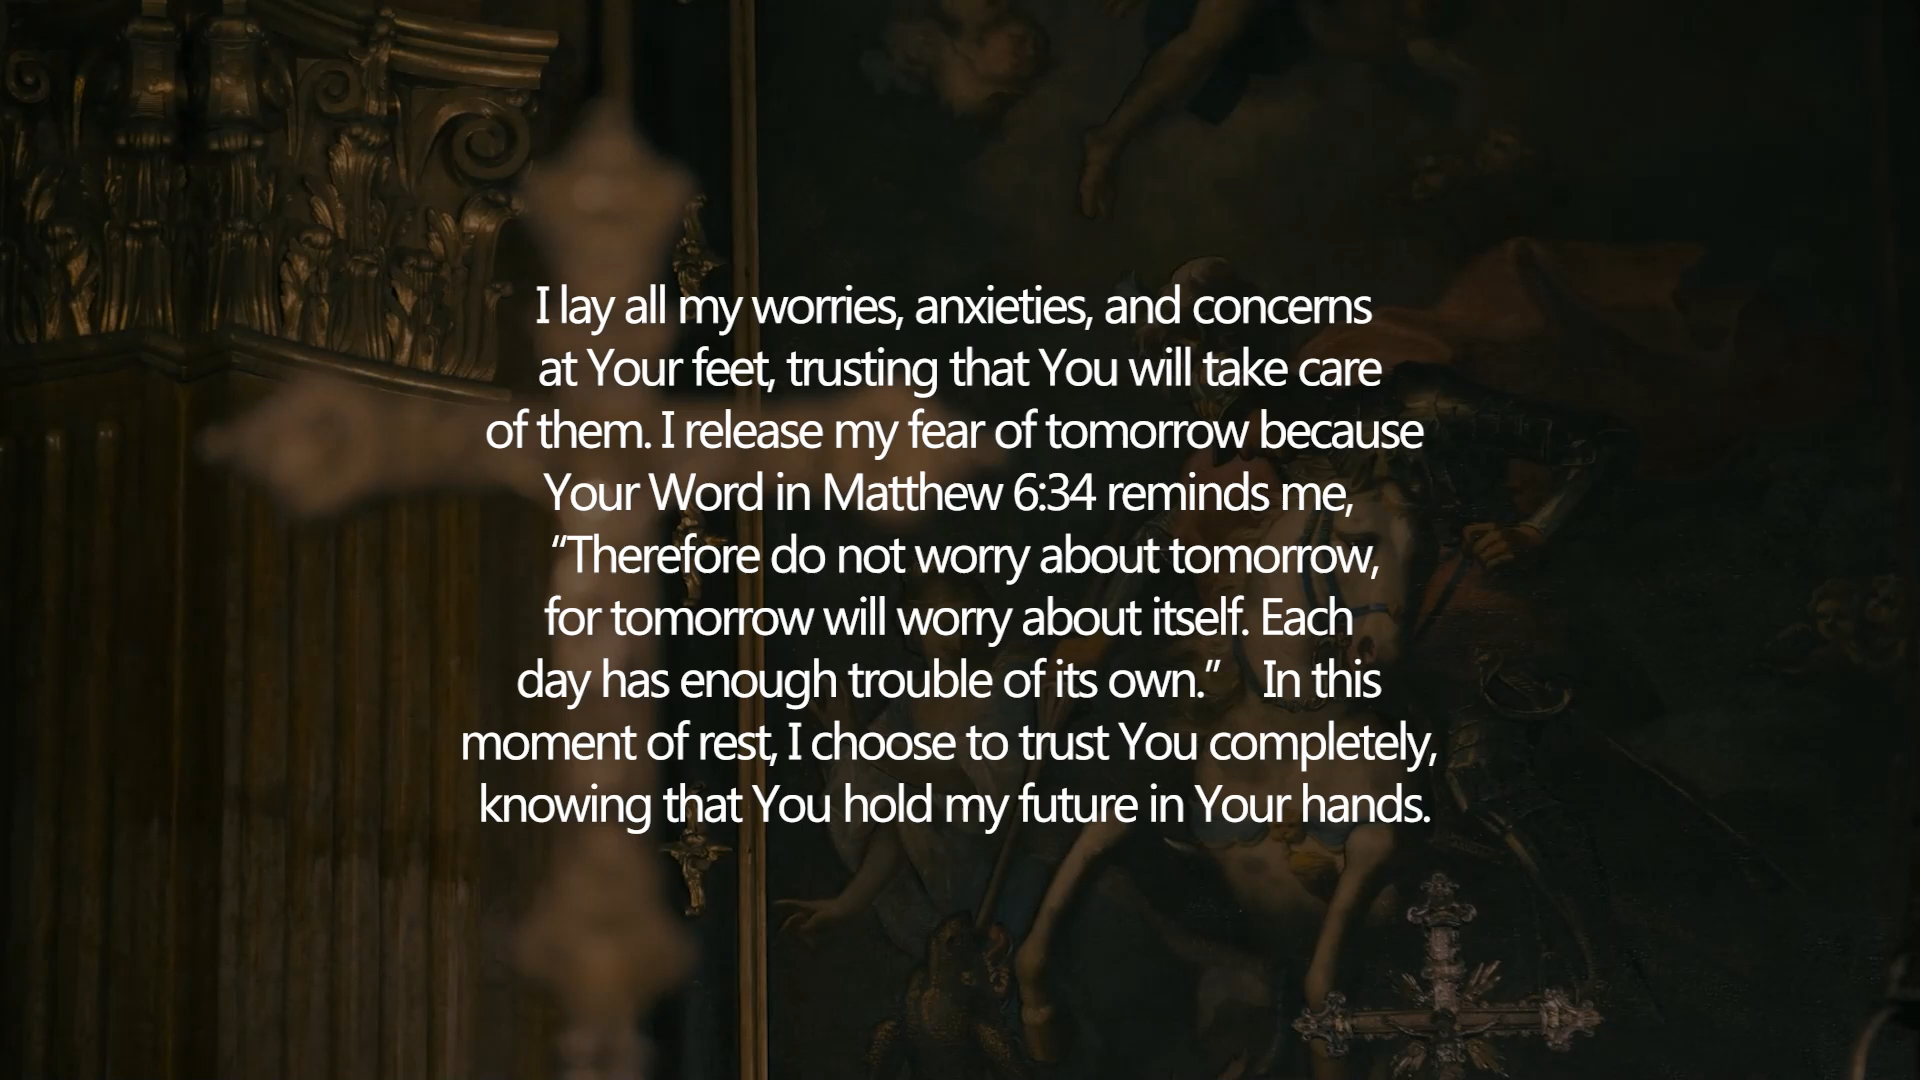 I lay all my worries, anxieties, and concerns
at Your feet, trusting that You will take care
of them. I release my fear of tomorrow because
Your Word in Matthew 6:34 reminds me,
“Therefore do not worry about tomorrow,
for tomorrow will worry about itself. Each
day has enough trouble of its own.” In this
moment of rest, I choose to trust You completely,
knowing that You hold my future in Your hands.